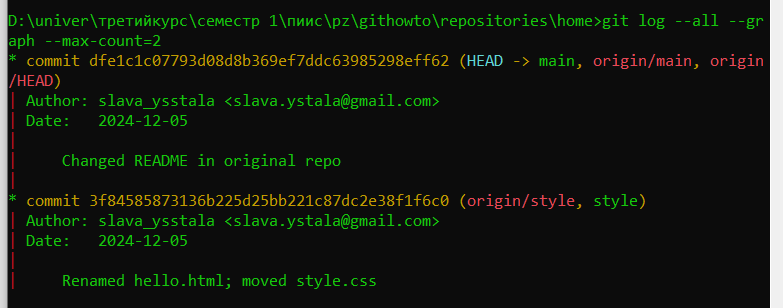 D:\univer\третийкурс\семестр 1\пиис\pz\githowto\repositories\home>git log --all --gr
aph --max-count=2
* commit dfe1c1c07793d08d8b369ef7ddc63985298eff62 (HEAD -> main, origin/main, origin
/HEAD)
| Author: slava_ysstala <slava.ystala@gmail.com>
| Date:   2024-12-05
|
|     Changed README in original repo
|
* commit 3f84585873136b225d25bb221c87dc2e38f1f6c0 (origin/style, style)
| Author: slava_ysstala <slava.ystala@gmail.com>
| Date:   2024-12-05
|
|     Renamed hello.html; moved style.css